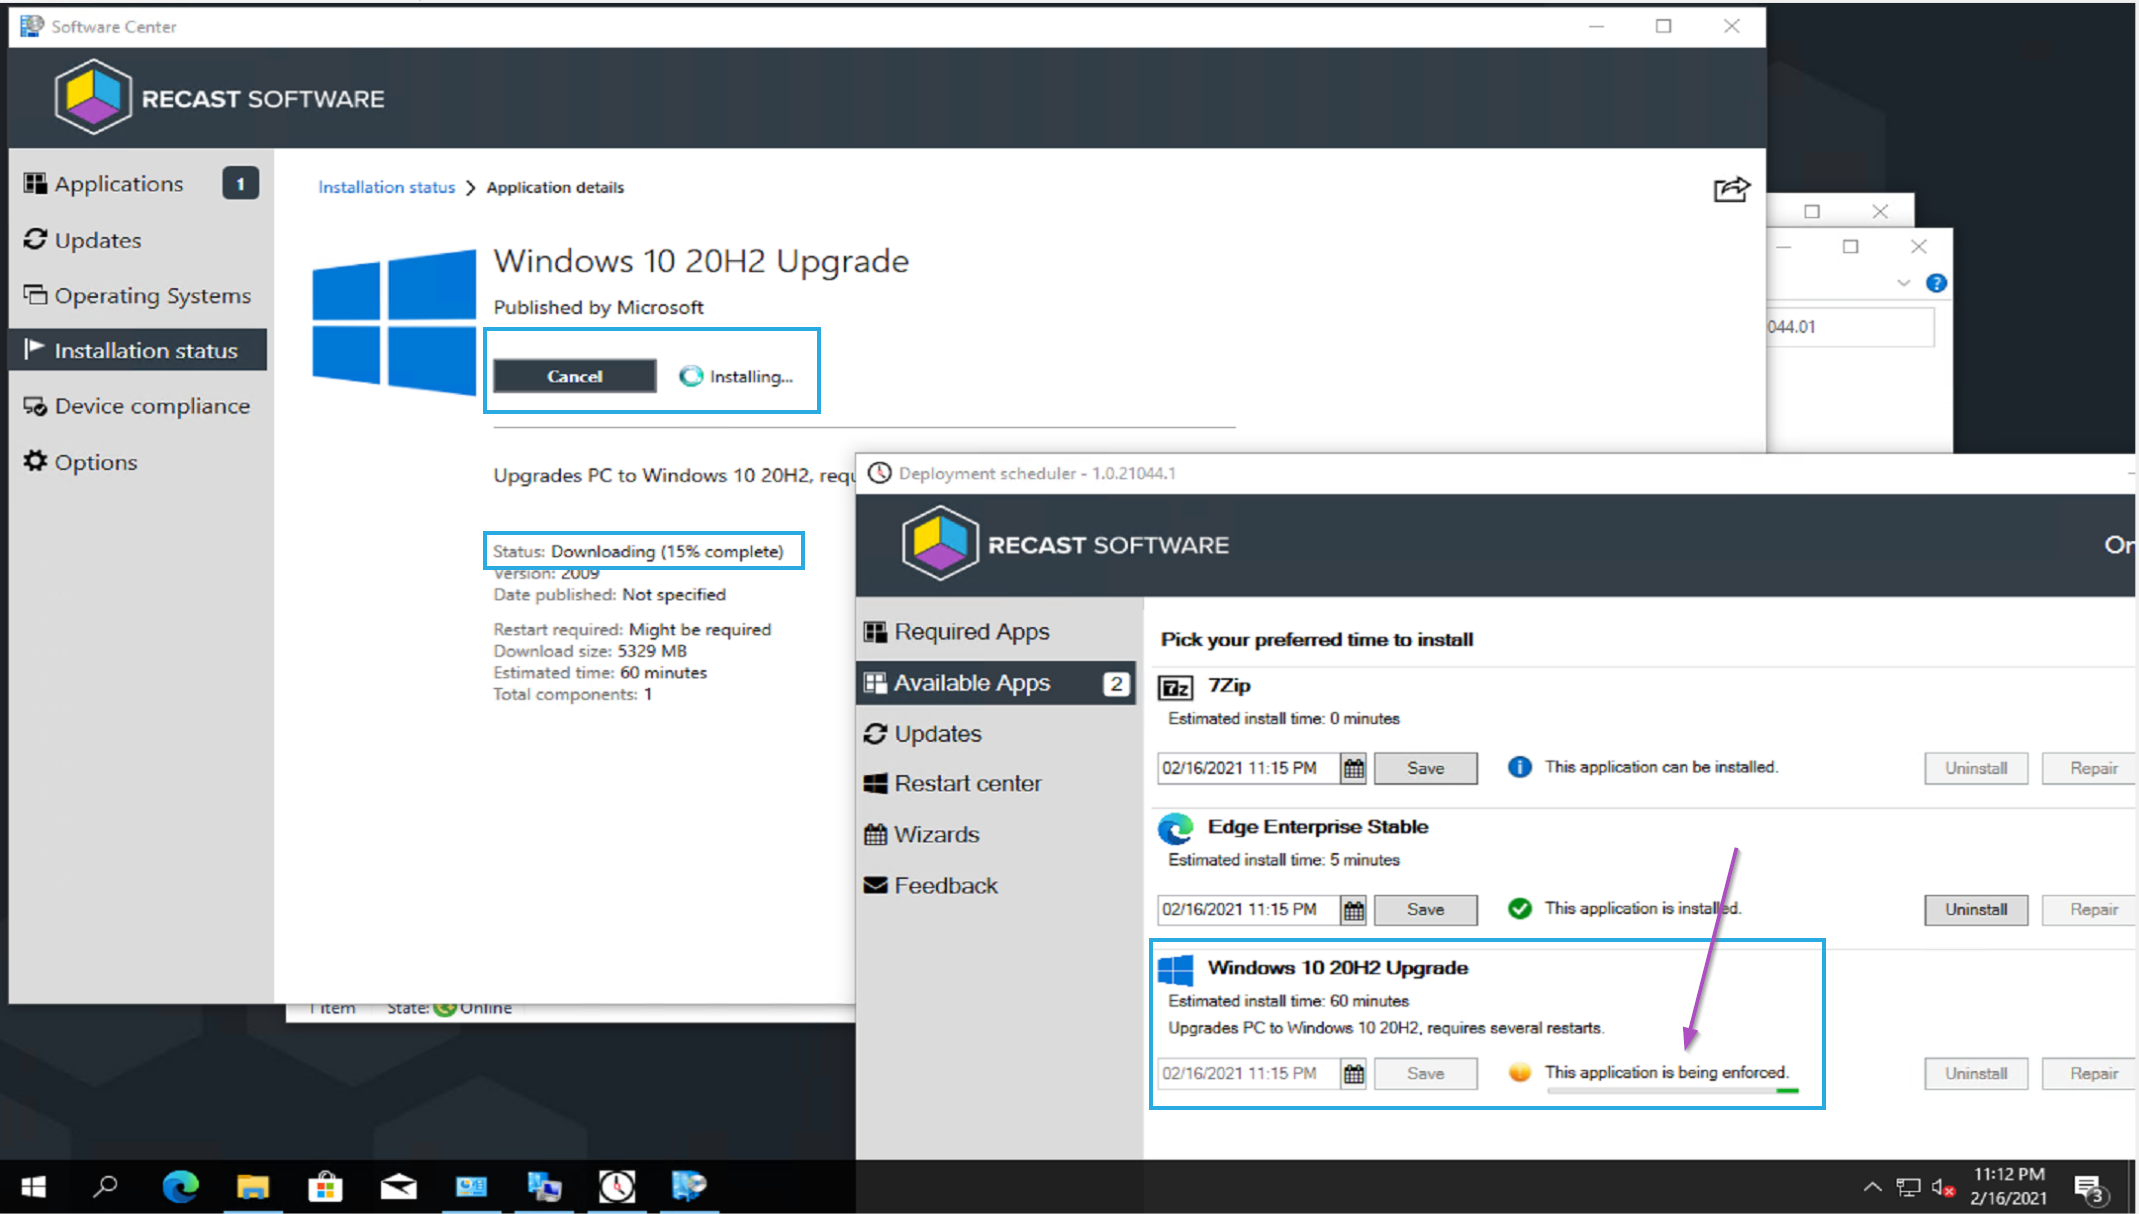 Software Center
RECAST SOFTWARE
Applications 1
Updates
Operating Systems
Installation status
Device compliance
Options
Installation status > Application details
Windows 10 20H2 Upgrade
Published by Microsoft
Cancel Installing...
Upgrades PC to Windows 10 20H2, requ
Status: Downloading (15% complete)
Version: 2009
Date published: Not specified
Restart required: Might be required
Download size: 5329 MB
Estimated time: 60 minutes
Total components: 1
044.01
1 item State: Online
Deployment scheduler - 1.0.21044.1
RECAST SOFTWARE
Or
Required Apps
Available Apps 2
Updates
Restart center
Wizards
Feedback
Pick your preferred time to install
7z 7Zip
Estimated install time: 0 minutes
02/16/2021 11:15 PM Save This application can be installed. Uninstall Repair
Edge Enterprise Stable
Estimated install time: 5 minutes
02/16/2021 11:15 PM Save This application is installed. Uninstall Repair
Windows 10 20H2 Upgrade
Estimated install time: 60 minutes
Upgrades PC to Windows 10 20H2, requires several restarts.
02/16/2021 11:15 PM Save This application is being enforced. Uninstall Repair
11:12 PM
2/16/2021
3